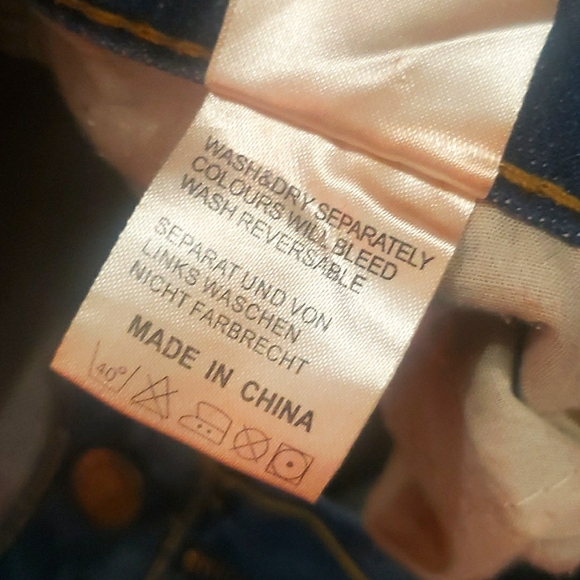 WASH&DRY SEPARATELY
COLOURS WILL BLEED
WASH REVERSABLE
SEPARAT UND VON
LINKS WASCHEN
NICHT FARBRECHT
MADE IN CHINA
40°